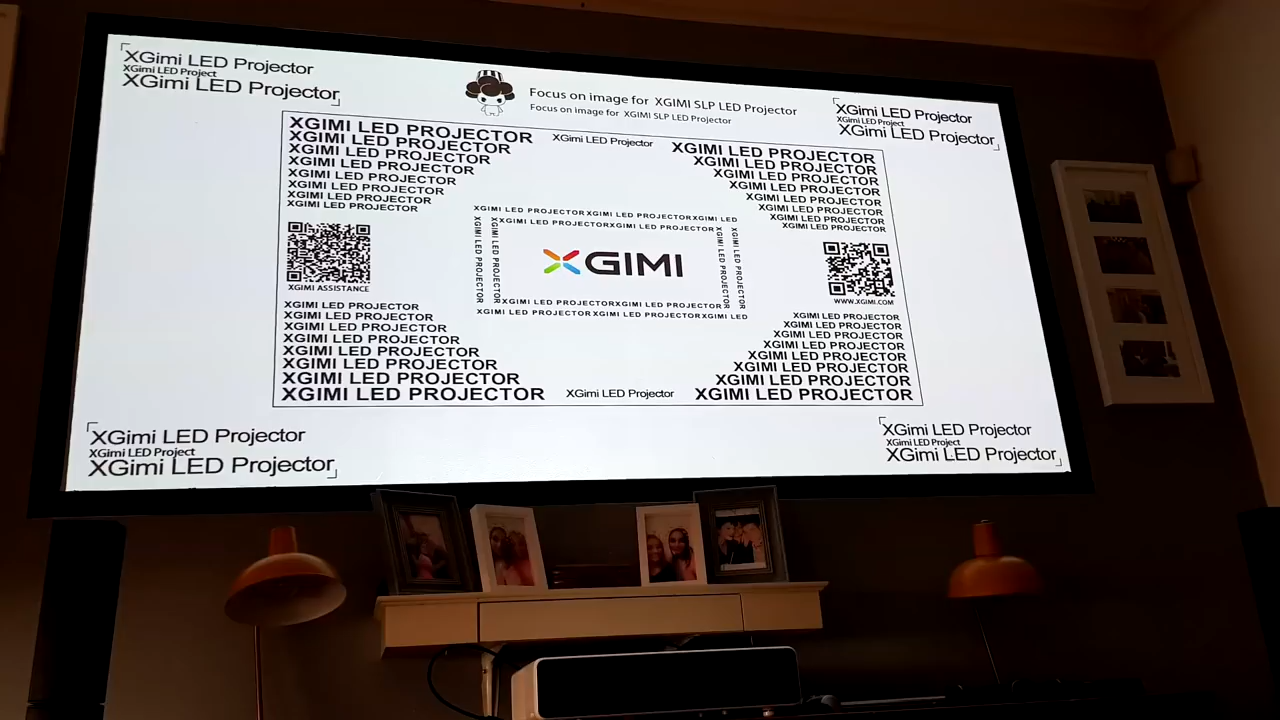 XGimi LED Projector
XGimi LED Project
XGimi LED Projector
Focus on image for XGIMI SLP LED Projector
Focus on image for XGIMI SLP LED Projector
XGimi LED Projector
XGimi LED Project
XGimi LED Projector
XGIMI LED PROJECTOR
XGIMI LED PROJECTOR
XGIMI LED PROJECTOR
XGIMI LED PROJECTOR
XGIMI LED PROJECTOR
XGIMI LED PROJECTOR
XGIMI LED PROJECTOR
XGIMI LED PROJECTOR
XGimi LED Projector
XGIMI LED PROJECTOR
XGIMI LED PROJECTOR
XGIMI LED PROJECTOR
XGIMI LED PROJECTOR
XGIMI LED PROJECTOR
XGIMI LED PROJECTOR
XGIMI LED PROJECTOR
XGIMI LED PROJECTOR
XGIMI LED PROJECTORXGIMI LED PROJECTORXGIMI LED
XGIMI LED PROJECTORXGIMI LED PROJECTOR
XGIMI LED PROJECTOR
XGIMI LED PROJECTOR
XGIMI
XGIMI LED PROJECTOR
XGIMI LED PROJECTOR
XGIMI LED PROJECTORXGIMI LED PROJECTOR
XGIMI LED PROJECTORXGIMI LED PROJECTORXGIMI LED
XGIMI ASSISTANCE
WWW.XGIMI.COM
XGIMI LED PROJECTOR
XGIMI LED PROJECTOR
XGIMI LED PROJECTOR
XGIMI LED PROJECTOR
XGIMI LED PROJECTOR
XGIMI LED PROJECTOR
XGIMI LED PROJECTOR
XGIMI LED PROJECTOR
XGimi LED Projector
XGIMI LED PROJECTOR
XGIMI LED PROJECTOR
XGIMI LED PROJECTOR
XGIMI LED PROJECTOR
XGIMI LED PROJECTOR
XGIMI LED PROJECTOR
XGIMI LED PROJECTOR
XGIMI LED PROJECTOR
XGimi LED Projector
XGimi LED Project
XGimi LED Projector
XGimi LED Projector
XGimi LED Project
XGimi LED Projector